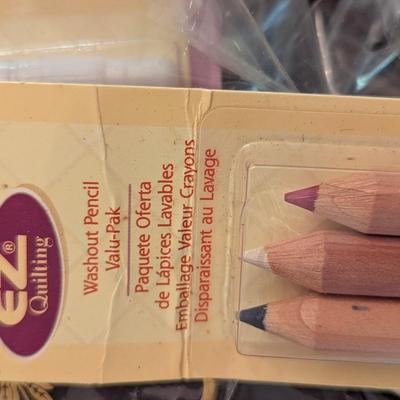 EZ®
Quilting
Washout Pencil
Valu-Pak
Paquete Oferta
de Lápices Lavables
Emballage Valeur Crayons
Disparaissant au Lavage